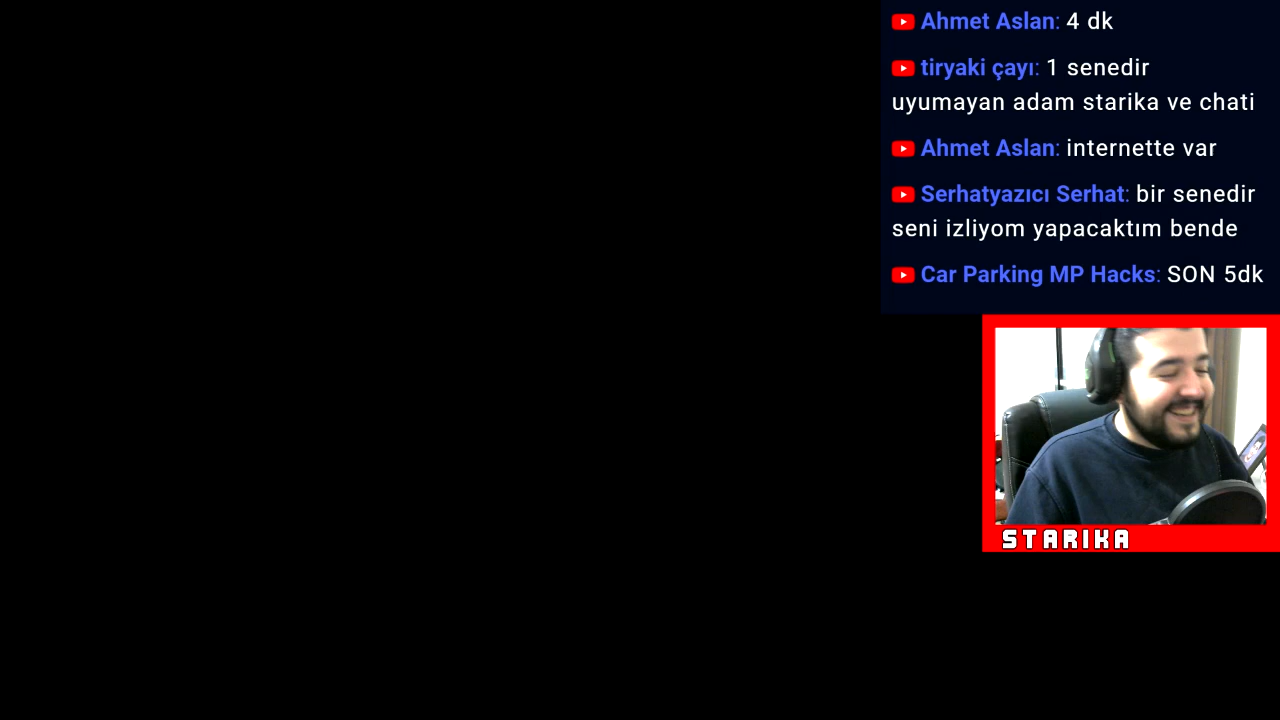 Ahmet Aslan: 4 dk
tiryaki çayı: 1 senedir
uyumayan adam starika ve chati
Ahmet Aslan: internette var
Serhatyazıcı Serhat: bir senedir
seni izliyom yapacaktım bende
Car Parking MP Hacks: SON 5dk
STARIKA